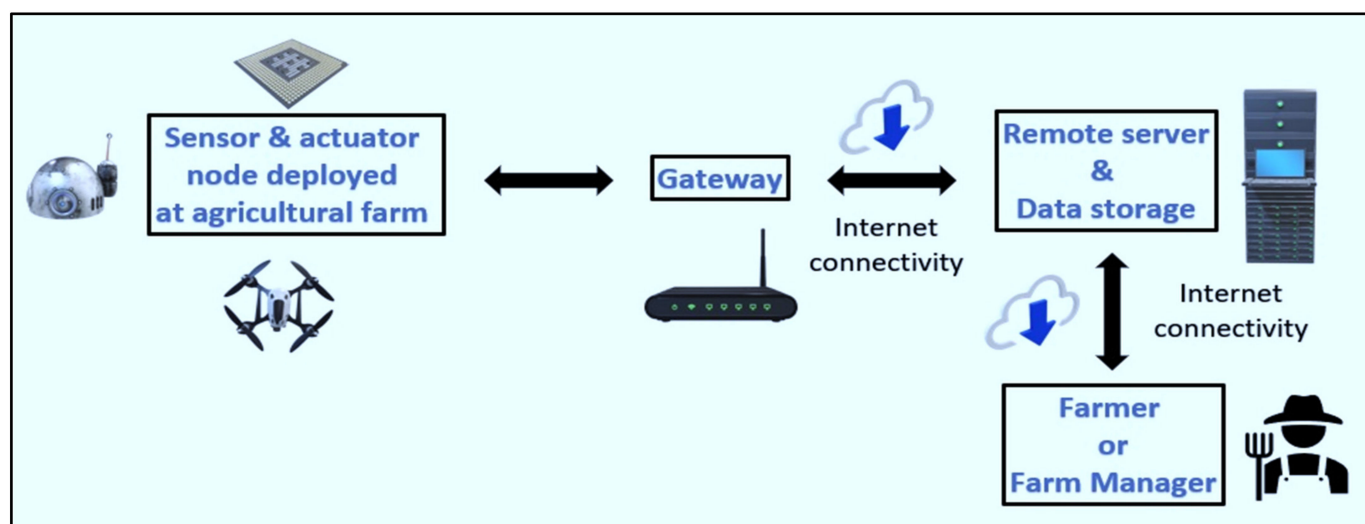 Sensor & actuator
node deployed
at agricultural farm
Gateway
Internet
connectivity
Remote server
&
Data storage
Internet
connectivity
Farmer
or
Farm Manager